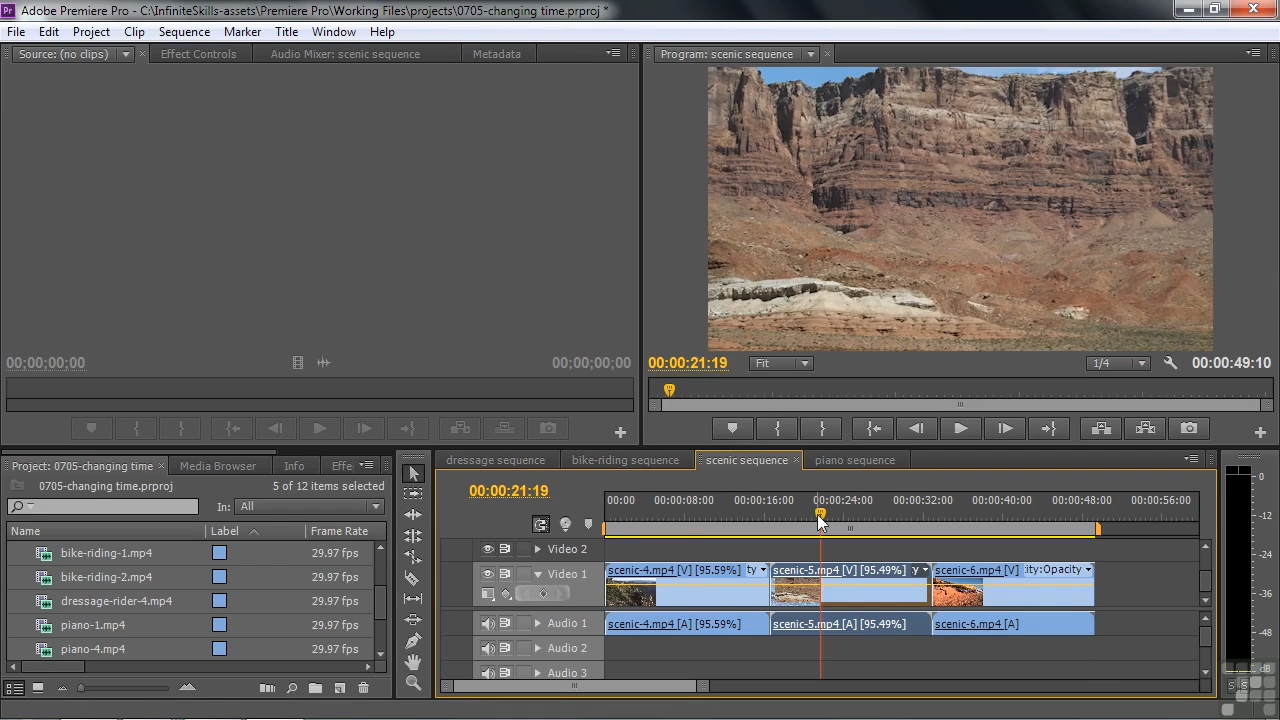 Adobe Premiere Pro - C:\InfiniteSkills-assets\Premiere Pro\Working Files\projects\0705-changing time.prproj *
File Edit Project Clip Sequence Marker Title Window Help
Source: (no clips) Effect Controls Audio Mixer: scenic sequence Metadata
Program: scenic sequence
00;00;00;00 00;00;00;00
00:00:21:19 Fit 1/4 00:00:49:10
Project: 0705-changing time Media Browser Info Effe
0705-changing time.prproj 5 of 12 items selected
In: All
Name Label Frame Rate
bike-riding-1.mp4 29.97 fps
bike-riding-2.mp4 29.97 fps
dressage-rider-4.mp4 29.97 fps
piano-1.mp4 29.97 fps
piano-4.mp4 29.97 fps
dressage sequence bike-riding sequence scenic sequence piano sequence
00:00:21:19
00:00 00:00:08:00 00:00:16:00 00:00:24:00 00:00:32:00 00:00:40:00 00:00:48:00 00:00:56:00
Video 2
Video 1
scenic-4.mp4 [V] [95.59%] ty scenic-5.mp4 [V] [95.49%] y scenic-6.mp4 [V] ity:Opacity
Audio 1 scenic-4.mp4 [A] [95.59%] scenic-5.mp4 [A] [95.49%] scenic-6.mp4 [A]
Audio 2
Audio 3
0
-12
-24
-36
dB
S S